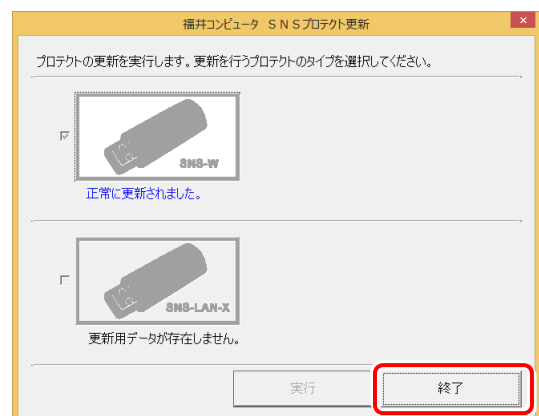 福井コンピュータ SNSプロテクト更新
プロテクトの更新を実行します。更新を行うプロテクトのタイプを選択してください。
SNS-W
正常に更新されました。
SNS-LAN-X
更新用データが存在しません。
実行 終了